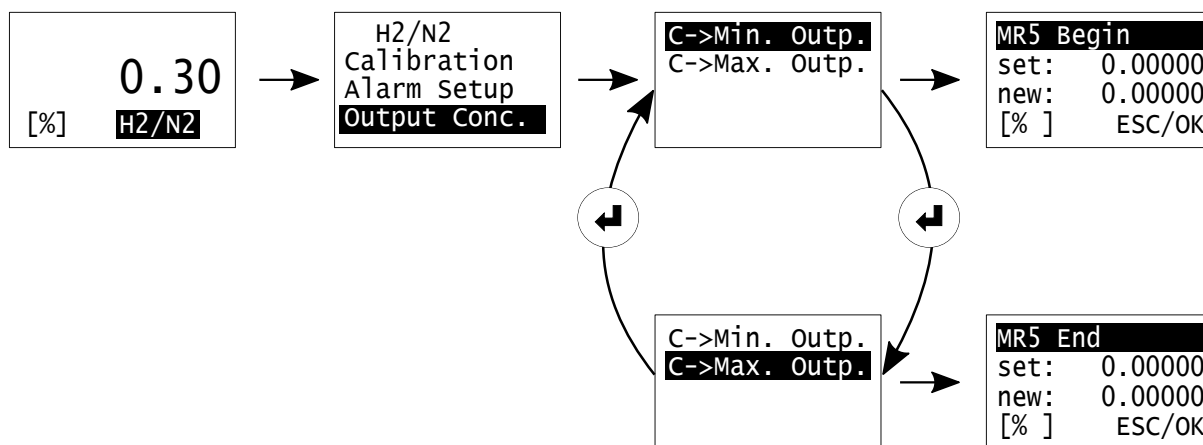 0.30
[%] H2/N2
H2/N2
Calibration
Alarm Setup
Output Conc.
C->Min. Outp.
C->Max. Outp.
MR5 Begin
set: 0.00000
new: 0.00000
[% ] ESC/OK
C->Min. Outp.
C->Max. Outp.
MR5 End
set: 0.00000
new: 0.00000
[% ] ESC/OK